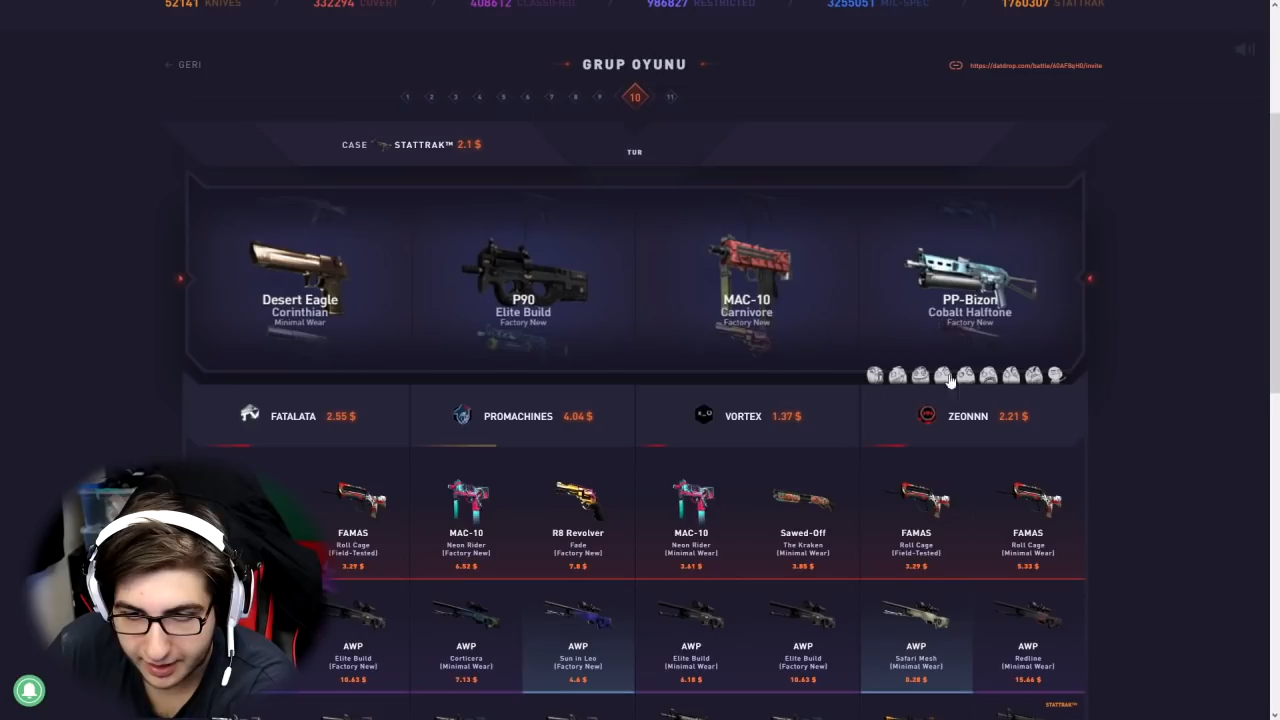 52141 KNIVES / 332294 COVERT / 408612 CLASSIFIED / 986827 RESTRICTED / 3255051 MIL-SPEC / 1760307 STATTRAK
← GERI
GRUP OYUNU
1 2 3 4 5 6 7 8 9 10 11
CASE STATTRAK™ 2.1 $
TUR
Desert Eagle
Corinthian
Minimal Wear
P90
Elite Build
Factory New
MAC-10
Carnivore
Factory New
PP-Bizon
Cobalt Halftone
Factory New
FATALATA 2.55 $
PROMACHINES 4.04 $
VORTEX 1.37 $
ZEONNN 2.21 $
FAMAS
Roll Cage
(Field-Tested)
3.29 $
MAC-10
Neon Rider
(Factory New)
6.52 $
R8 Revolver
Fade
(Factory New)
7.8 $
MAC-10
Neon Rider
(Minimal Wear)
3.61 $
Sawed-Off
The Kraken
(Minimal Wear)
3.85 $
FAMAS
Roll Cage
(Field-Tested)
3.29 $
FAMAS
Roll Cage
(Minimal Wear)
5.33 $
AWP
Elite Build
(Factory New)
10.63 $
AWP
Corticera
(Minimal Wear)
7.13 $
AWP
Sun in Leo
(Factory New)
4.6 $
AWP
Elite Build
(Minimal Wear)
6.18 $
AWP
Elite Build
(Factory New)
10.63 $
AWP
Safari Mesh
(Minimal Wear)
0.28 $
AWP
Redline
(Minimal Wear)
15.66 $
STATTRAK™